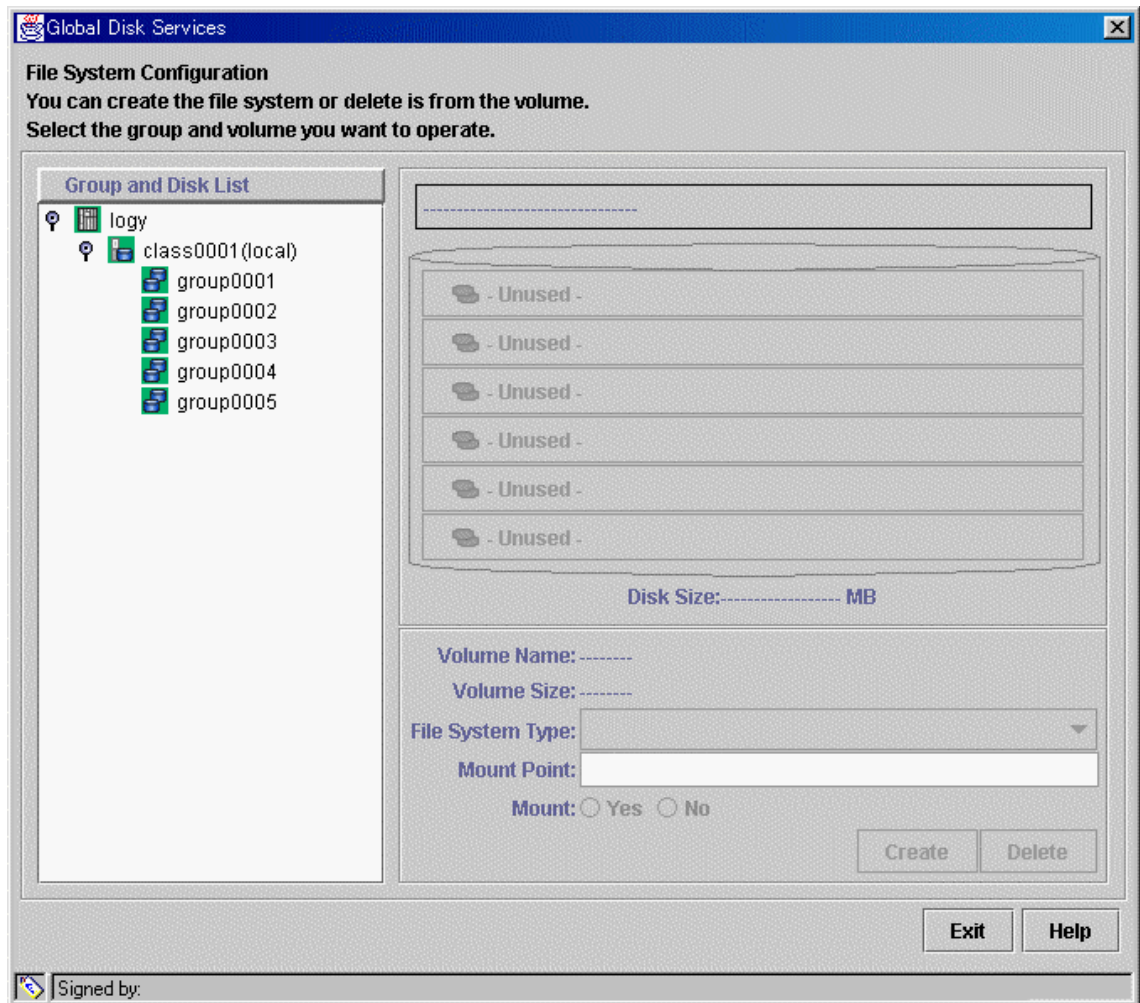 Global Disk Services
File System Configuration
You can create the file system or delete is from the volume.
Select the group and volume you want to operate.
Group and Disk List
logy
class0001(local)
group0001
group0002
group0003
group0004
group0005
--------------------------------
- Unused -
- Unused -
- Unused -
- Unused -
- Unused -
- Unused -
Disk Size:------------------ MB
Volume Name: --------
Volume Size: --------
File System Type:
Mount Point:
Mount: Yes No
Create Delete
Exit Help
Signed by: